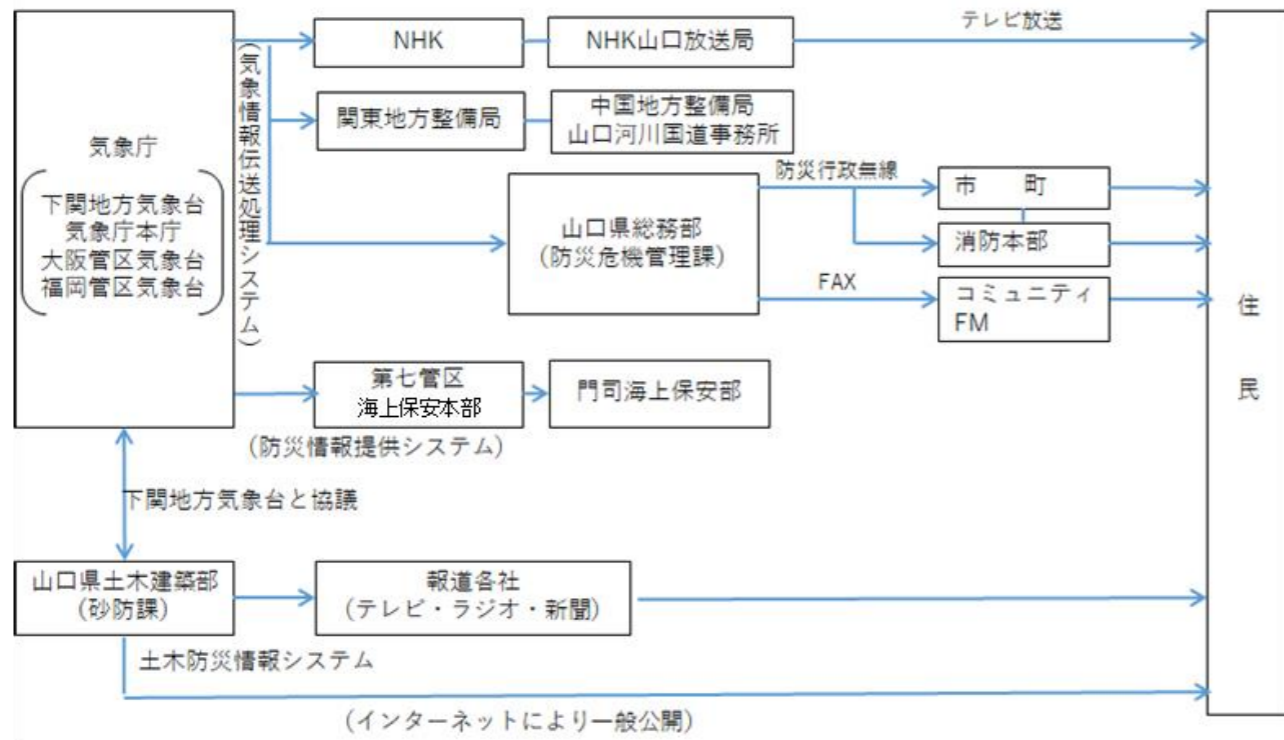 気象庁
下関地方気象台
気象庁本庁
大阪管区気象台
福岡管区気象台
(気象情報伝送処理システム)
NHK
NHK山口放送局
テレビ放送
関東地方整備局
中国地方整備局
山口河川国道事務所
山口県総務部
(防災危機管理課)
防災行政無線
市　　町
消防本部
FAX
コミュニティ
FM
第七管区
海上保安本部
門司海上保安部
(防災情報提供システム)
下関地方気象台と協議
山口県土木建築部
(砂防課)
報道各社
(テレビ・ラジオ・新聞)
土木防災情報システム
(インターネットにより一般公開)
住
民